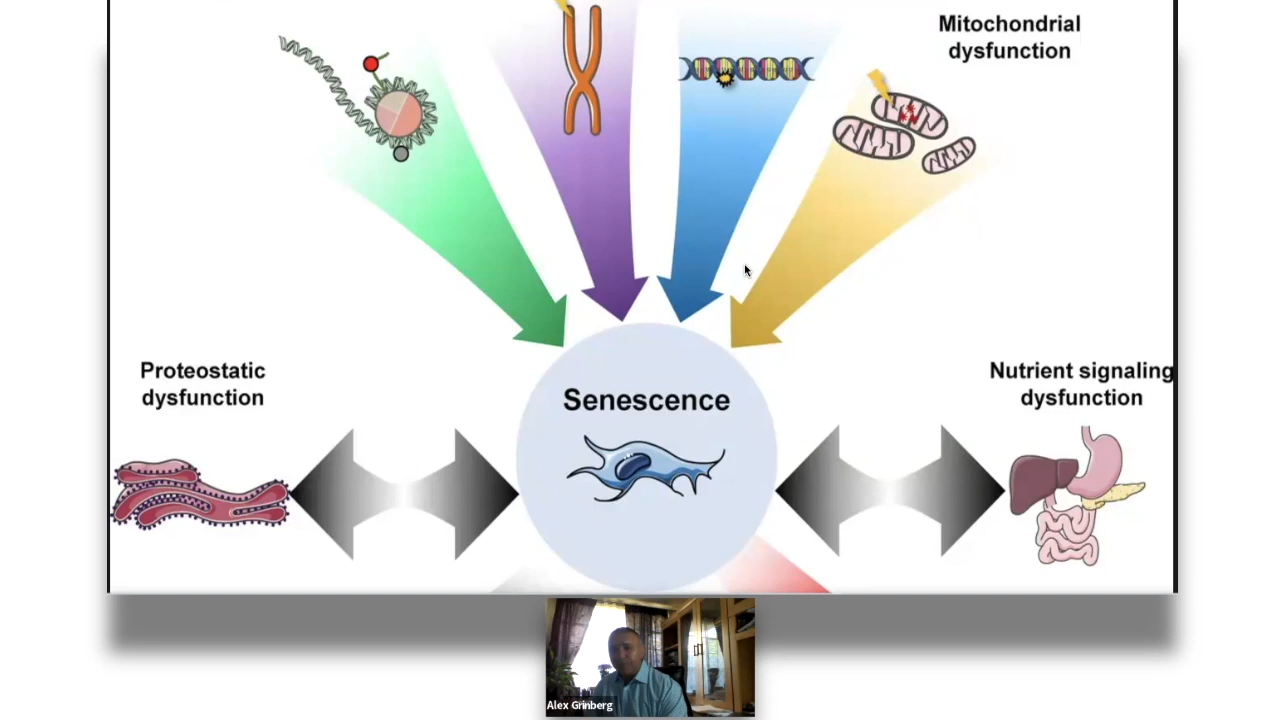 Mitochondrial
dysfunction
Proteostatic
dysfunction
Senescence
Nutrient signaling
dysfunction
Alex Grinberg